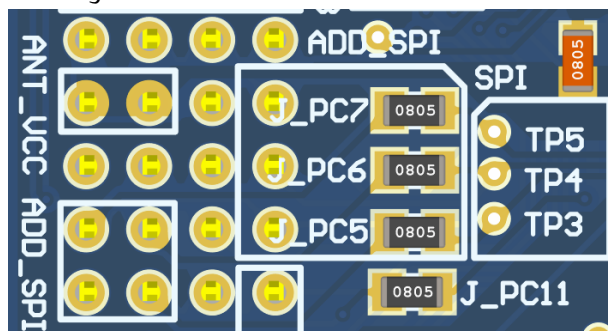 ADD_SPI
ANT_VCC
SPI
0805
J_PC7
0805
TP5
J_PC6
0805
TP4
ADD_SPI
J_PC5
0805
TP3
0805
J_PC11